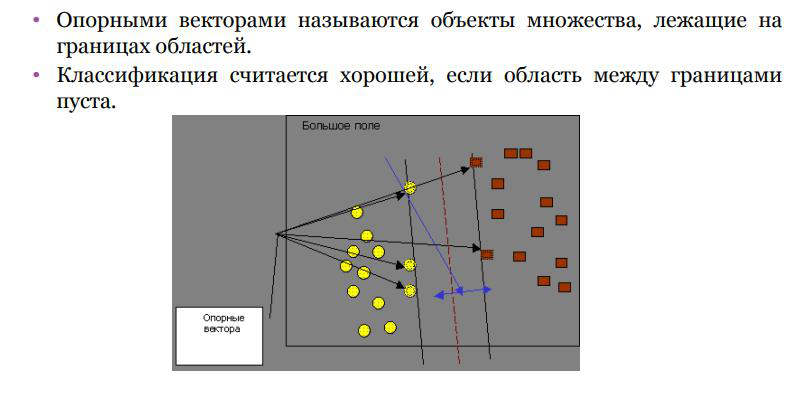 • Опорными векторами называются объекты множества, лежащие на
границах областей.
• Классификация считается хорошей, если область между границами
пуста.
Большое поле
Опорные
вектора